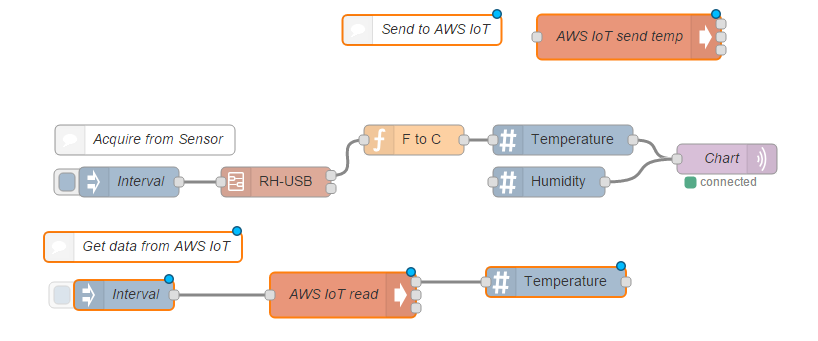 Send to AWS IoT
AWS IoT send temp
Acquire from Sensor
F to C
Temperature
Chart
Interval
RH-USB
Humidity
connected
Get data from AWS IoT
Interval
AWS IoT read
Temperature